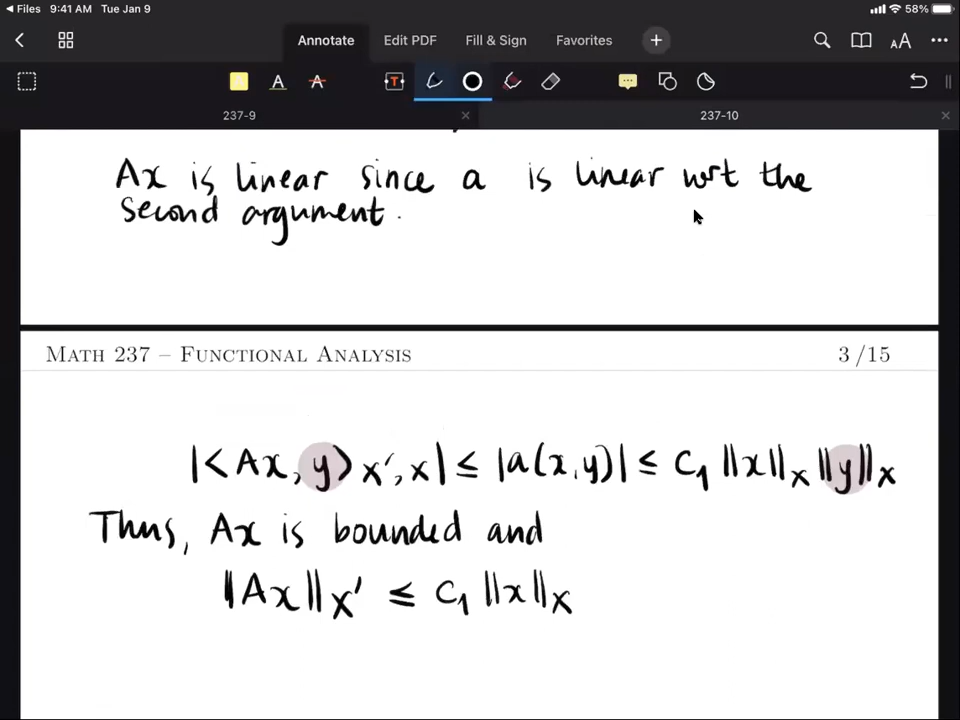 Files 9:41 AM Tue Jan 9 58%
Annotate Edit PDF Fill & Sign Favorites
AA
A A T
237-9 237-10
Ax is linear since a is linear wrt the
second argument.
MATH 237 – FUNCTIONAL ANALYSIS 3 /15
|<Ax, y>X',X| ≤ |a(x,y)| ≤ C1 ||x||X ||y||X
Thus, Ax is bounded and
||Ax||X' ≤ C1 ||x||X